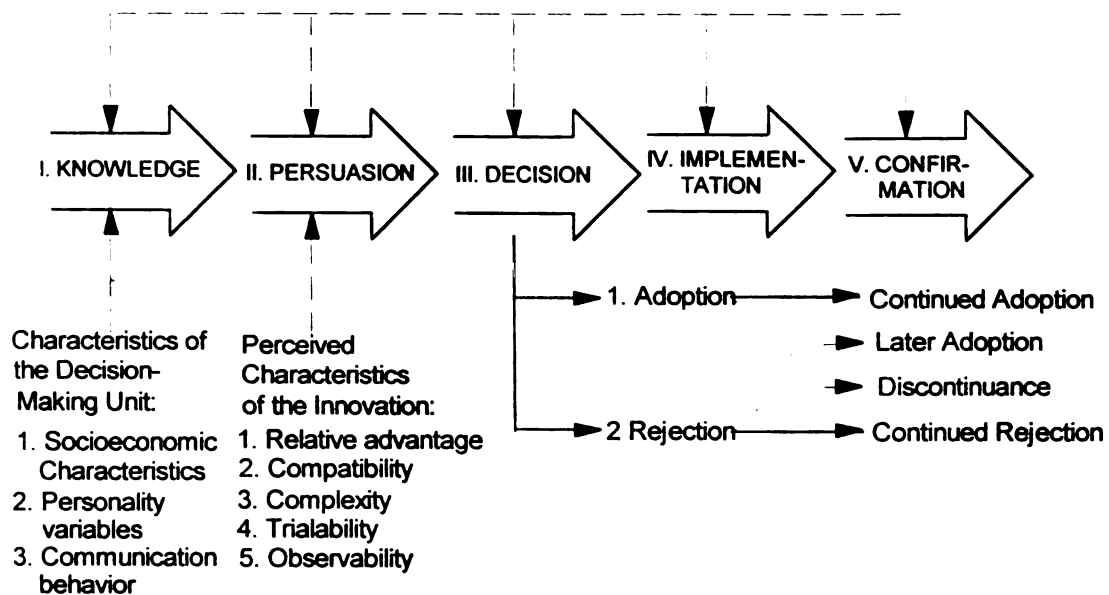 I. KNOWLEDGE
II. PERSUASION
III. DECISION
IV. IMPLEMEN-
TATION
V. CONFIR-
MATION
1. Adoption
Continued Adoption
Later Adoption
Discontinuance
2 Rejection
Continued Rejection
Characteristics of
the Decision-
Making Unit:
1. Socioeconomic
Characteristics
2. Personality
variables
3. Communication
behavior
Perceived
Characteristics
of the Innovation:
1. Relative advantage
2. Compatibility
3. Complexity
4. Trialability
5. Observability